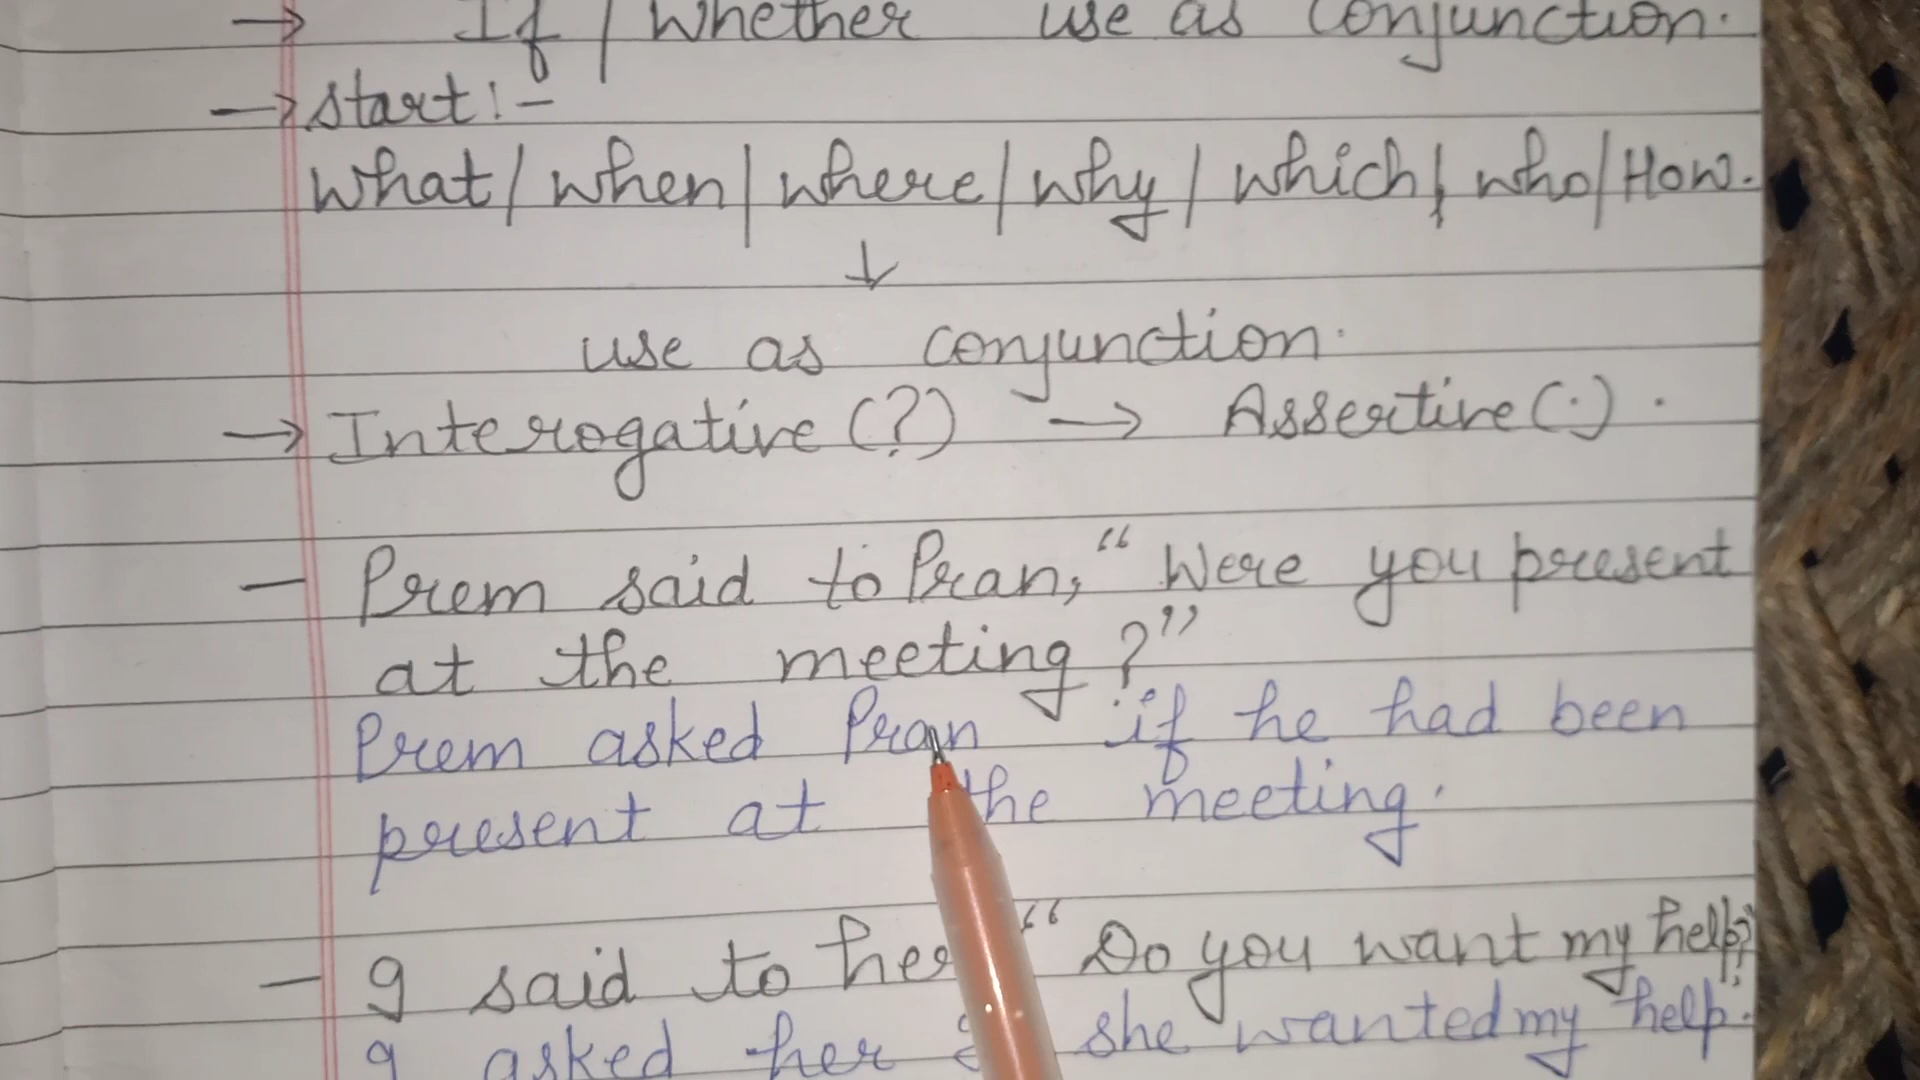 → If / Whether use as Conjunction.
→ start :-
What / when / where / why / which / who / How.
↓
use as conjunction.
→ Interogative (?) → Assertive (.) .
- Prem said to Pran, “Were you present
at the meeting ?”
Prem asked Pran if he had been
present at the meeting.
- I said to her “Do you want my help?”
I asked her she wanted my help.